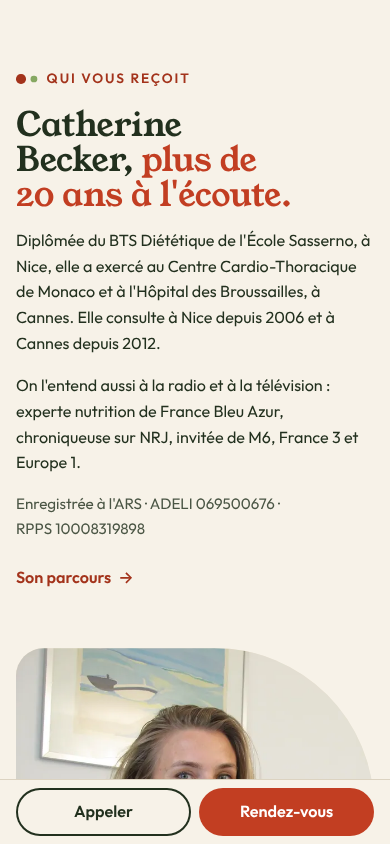 QUI VOUS REÇOIT
Catherine
Becker, plus de
20 ans à l'écoute.
Diplômée du BTS Diététique de l'École Sasserno, à
Nice, elle a exercé au Centre Cardio-Thoracique
de Monaco et à l'Hôpital des Broussailles, à
Cannes. Elle consulte à Nice depuis 2006 et à
Cannes depuis 2012.
On l'entend aussi à la radio et à la télévision :
experte nutrition de France Bleu Azur,
chroniqueuse sur NRJ, invitée de M6, France 3 et
Europe 1.
Enregistrée à l'ARS · ADELI 069500676 ·
RPPS 10008319898
Son parcours →
Appeler
Rendez-vous